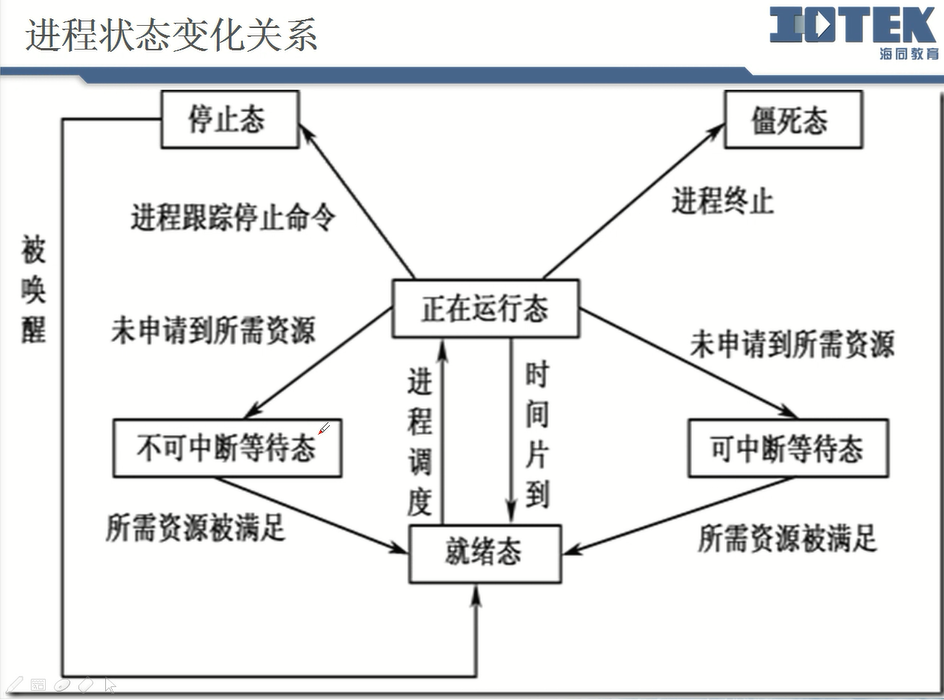 进程状态变化关系
IOTEK
海同教育
停止态
僵死态
进程跟踪停止命令
进程终止
被唤醒
正在运行态
未申请到所需资源
未申请到所需资源
进程调度
时间片到
不可中断等待态
可中断等待态
所需资源被满足
所需资源被满足
就绪态